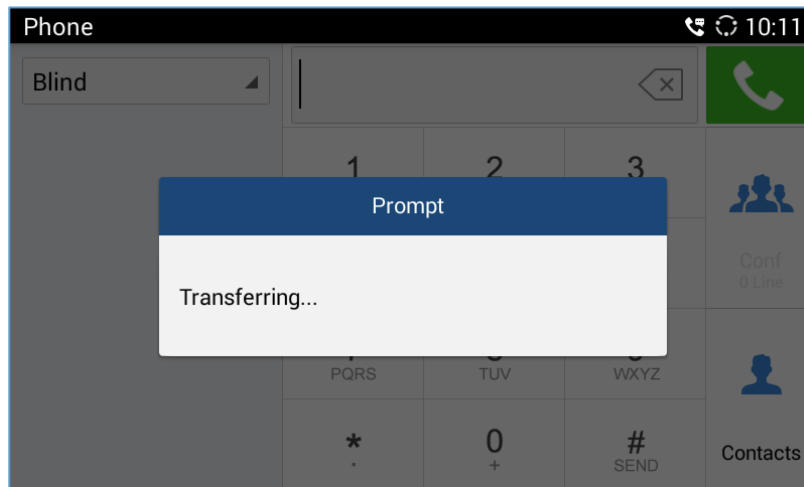 Phone
10:11
Blind
1
2
3
Prompt
Conf
0 Line
Transferring...
PQRS
TUV
WXYZ
*
.
0
+
#
SEND
Contacts